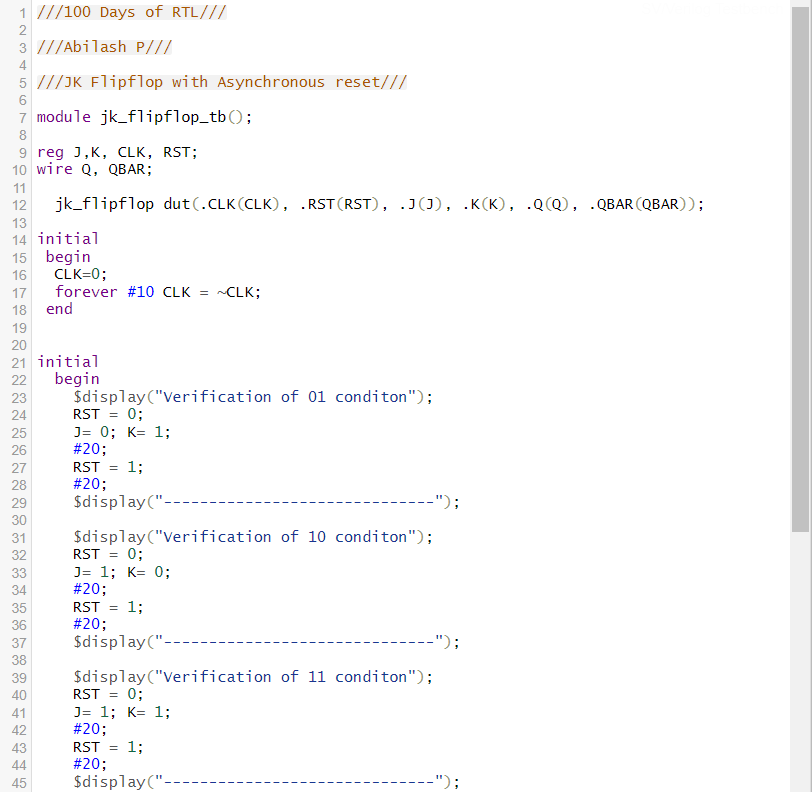 1 ///100 Days of RTL///
2
3 ///Abilash P///
4
5 ///JK Flipflop with Asynchronous reset///
6
7 module jk_flipflop_tb();
8
9 reg J,K, CLK, RST;
10 wire Q, QBAR;
11
12 jk_flipflop dut(.CLK(CLK), .RST(RST), .J(J), .K(K), .Q(Q), .QBAR(QBAR));
13
14 initial
15 begin
16 CLK=0;
17 forever #10 CLK = ~CLK;
18 end
19
20
21 initial
22 begin
23 $display("Verification of 01 conditon");
24 RST = 0;
25 J= 0; K= 1;
26 #20;
27 RST = 1;
28 #20;
29 $display("------------------------------");
30
31 $display("Verification of 10 conditon");
32 RST = 0;
33 J= 1; K= 0;
34 #20;
35 RST = 1;
36 #20;
37 $display("------------------------------");
38
39 $display("Verification of 11 conditon");
40 RST = 0;
41 J= 1; K= 1;
42 #20;
43 RST = 1;
44 #20;
45 $display("------------------------------");